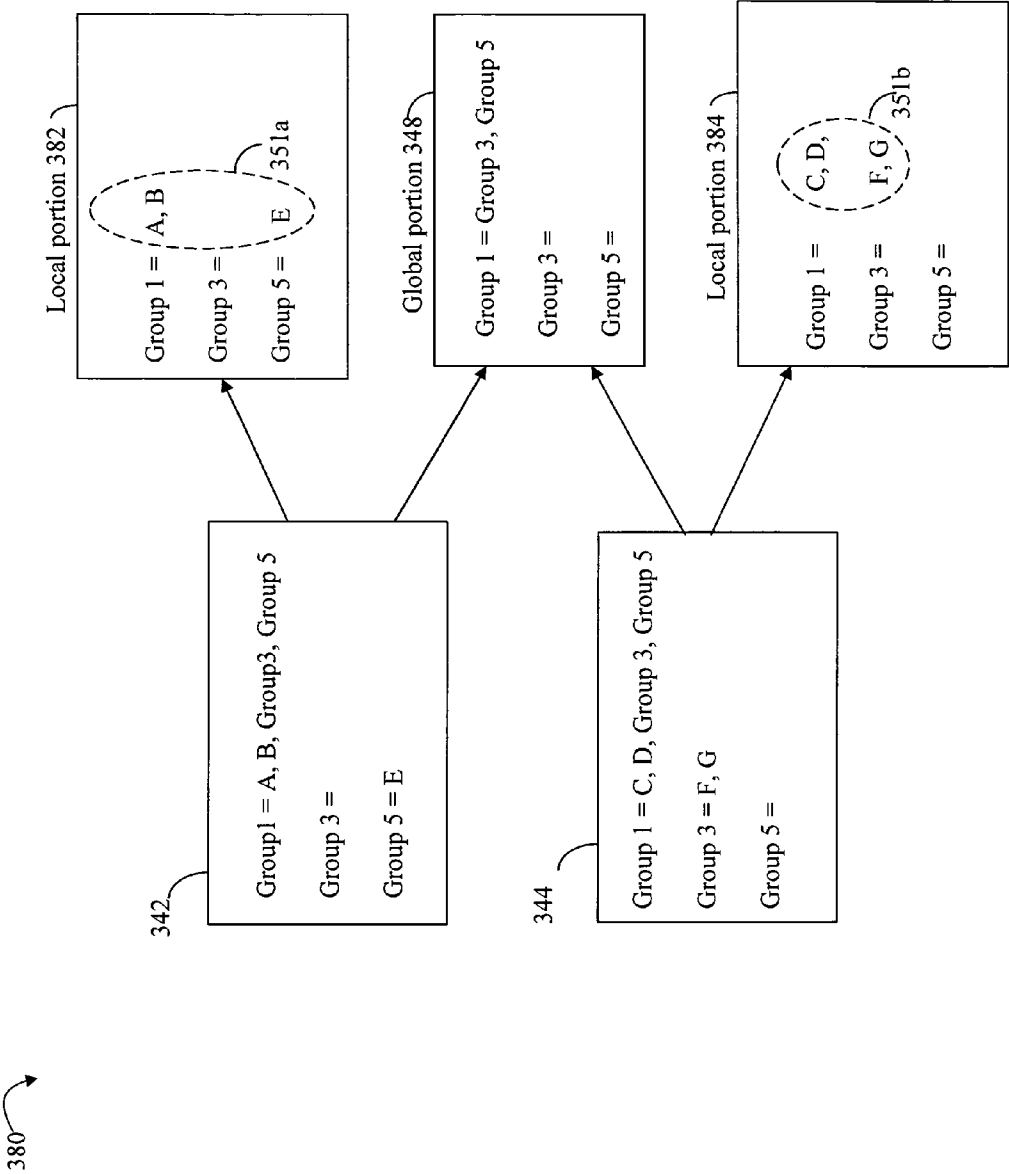 380
342
Group1 = A, B, Group3, Group 5
Group 3 =
Group 5 = E
344
Group 1 = C, D, Group 3, Group 5
Group 3 = F, G
Group 5 =
Local portion 382
Group 1 = A, B
Group 3 =
Group 5 = E
351a
Global portion 348
Group 1 = Group 3, Group 5
Group 3 =
Group 5 =
Local portion 384
Group 1 = C, D,
Group 3 = F, G
Group 5 =
351b